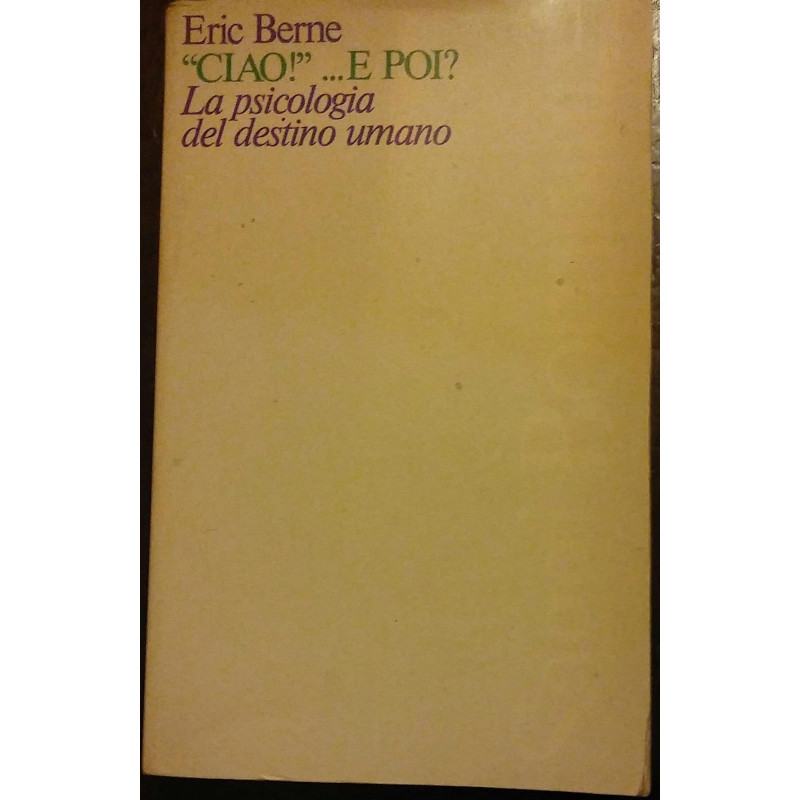 Eric Berne
“CIAO!” ...E POI?
La psicologia
del destino umano